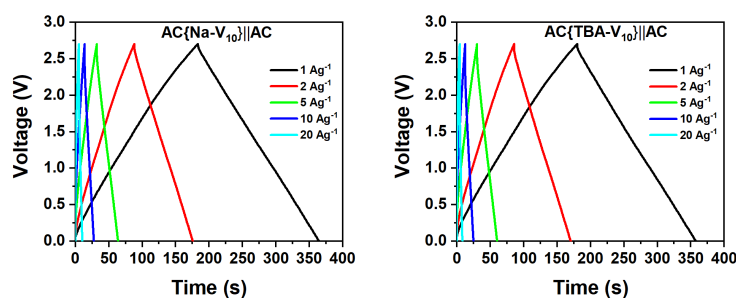 AC{Na-V₁₀}||AC
3.0
2.5
2.0
1.5
1.0
0.5
0.0
Voltage (V)
1 Ag⁻¹
2 Ag⁻¹
5 Ag⁻¹
10 Ag⁻¹
20 Ag⁻¹
0 50 100 150 200 250 300 350 400
Time (s)
AC{TBA-V₁₀}||AC
3.0
2.5
2.0
1.5
1.0
0.5
0.0
Voltage (V)
1 Ag⁻¹
2 Ag⁻¹
5 Ag⁻¹
10 Ag⁻¹
20 Ag⁻¹
0 50 100 150 200 250 300 350 400
Time (s)